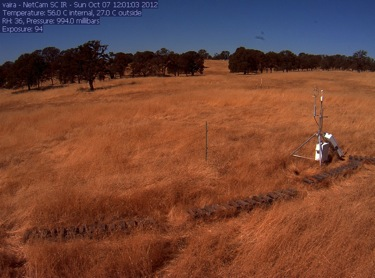 vaira - NetCam SC IR - Sun Oct 07 12:01:03 2012
Temperature: 56.0 C internal, 27.0 C outside
RH: 36, Pressure: 994.0 millibars
Exposure: 94